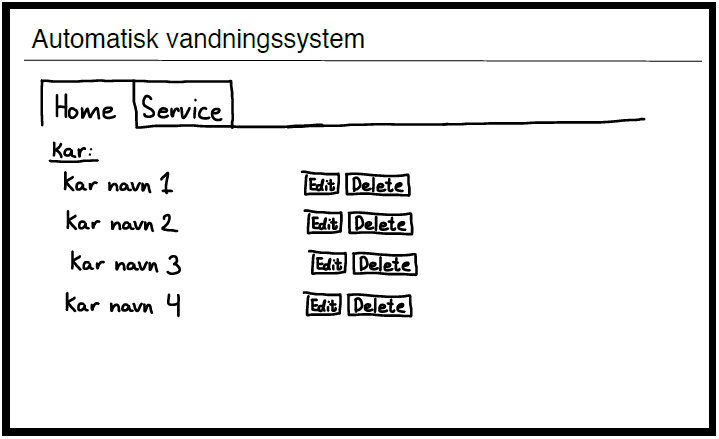 Automatisk vandningssystem
Home Service
Kar:
Kar navn 1 Edit Delete
Kar navn 2 Edit Delete
Kar navn 3 Edit Delete
Kar navn 4 Edit Delete